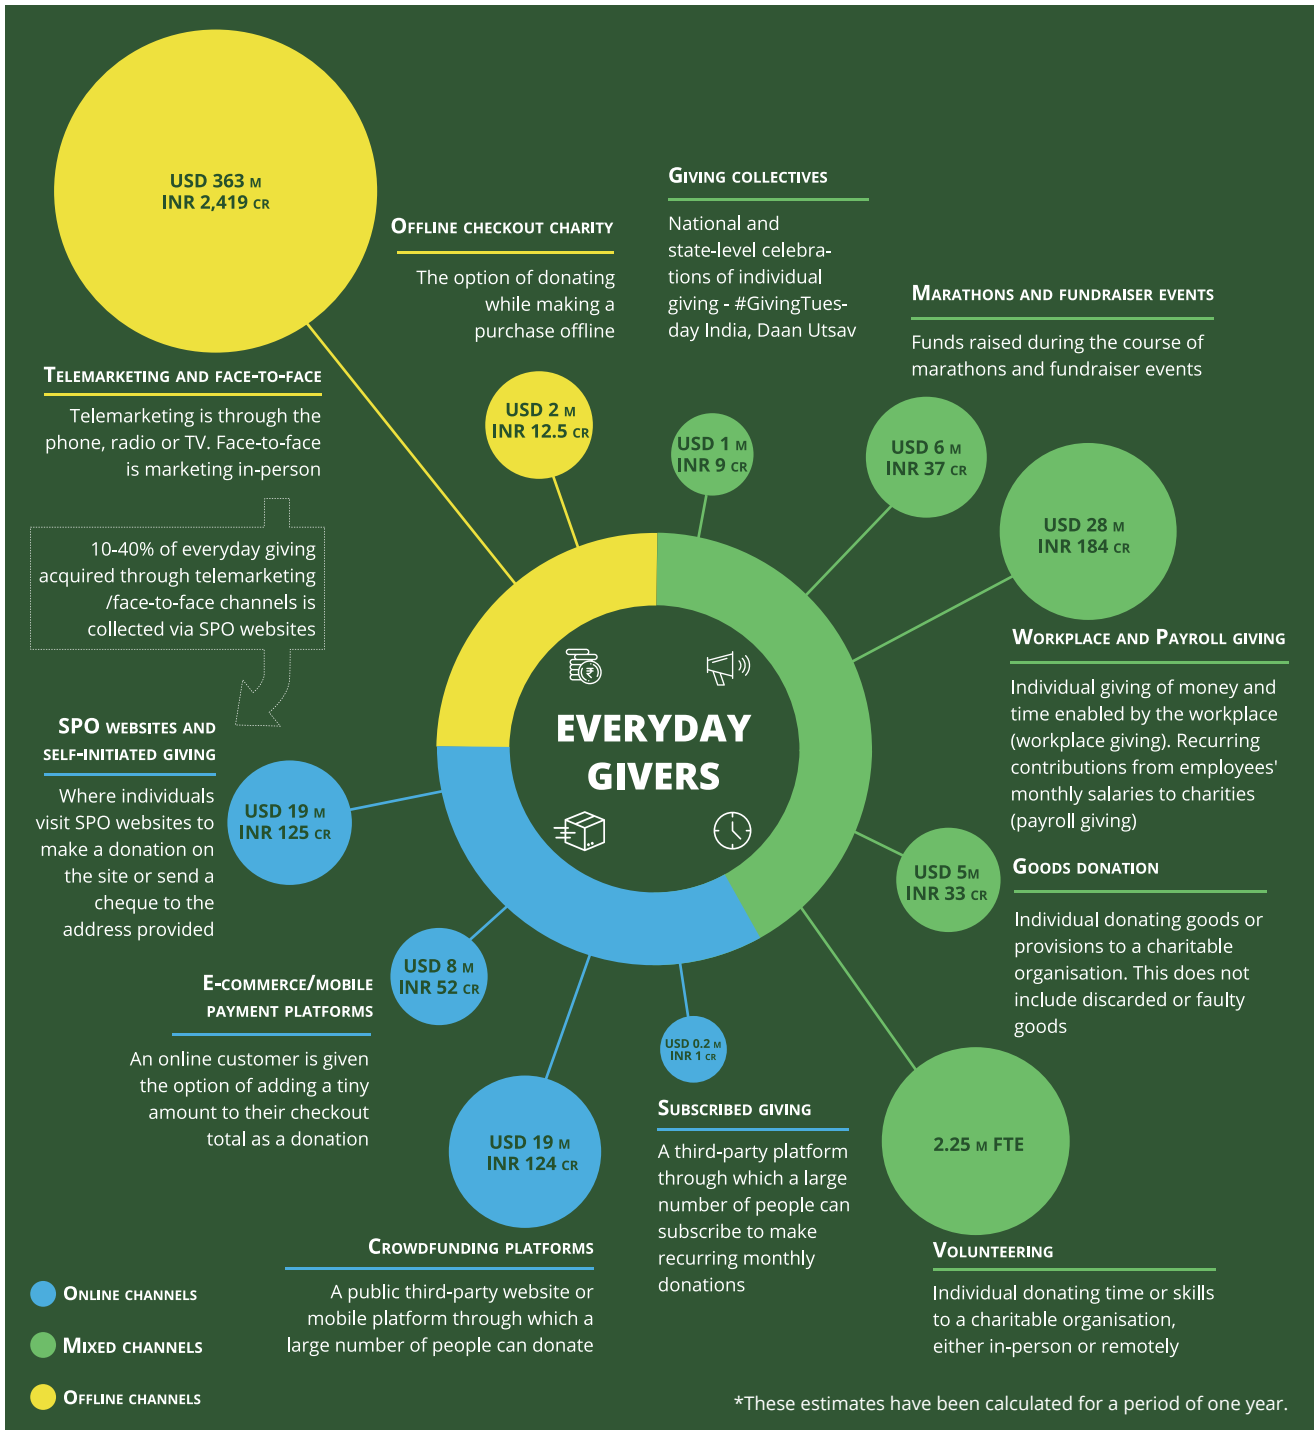 USD 363 M
INR 2,419 CR
TELEMARKETING AND FACE-TO-FACE
Telemarketing is through the
phone, radio or TV. Face-to-face
is marketing in-person
10-40% of everyday giving
acquired through telemarketing
/face-to-face channels is
collected via SPO websites
OFFLINE CHECKOUT CHARITY
The option of donating
while making a
purchase offline
USD 2 M
INR 12.5 CR
GIVING COLLECTIVES
National and
state-level celebra-
tions of individual
giving - #GivingTues-
day India, Daan Utsav
USD 1 M
INR 9 CR
MARATHONS AND FUNDRAISER EVENTS
Funds raised during the course of
marathons and fundraiser events
USD 6 M
INR 37 CR
USD 28 M
INR 184 CR
WORKPLACE AND PAYROLL GIVING
Individual giving of money and
time enabled by the workplace
(workplace giving). Recurring
contributions from employees'
monthly salaries to charities
(payroll giving)
EVERYDAY
GIVERS
SPO WEBSITES AND
SELF-INITIATED GIVING
Where individuals
visit SPO websites to
make a donation on
the site or send a
cheque to the
address provided
USD 19 M
INR 125 CR
USD 5M
INR 33 CR
GOODS DONATION
Individual donating goods or
provisions to a charitable
organisation. This does not
include discarded or faulty
goods
E-COMMERCE/MOBILE
PAYMENT PLATFORMS
An online customer is given
the option of adding a tiny
amount to their checkout
total as a donation
USD 8 M
INR 52 CR
USD 19 M
INR 124 CR
CROWDFUNDING PLATFORMS
A public third-party website or
mobile platform through which a
large number of people can donate
USD 0.2 M
INR 1 CR
SUBSCRIBED GIVING
A third-party platform
through which a large
number of people can
subscribe to make
recurring monthly
donations
2.25 M FTE
VOLUNTEERING
Individual donating time or skills
to a charitable organisation,
either in-person or remotely
ONLINE CHANNELS
MIXED CHANNELS
OFFLINE CHANNELS
*These estimates have been calculated for a period of one year.